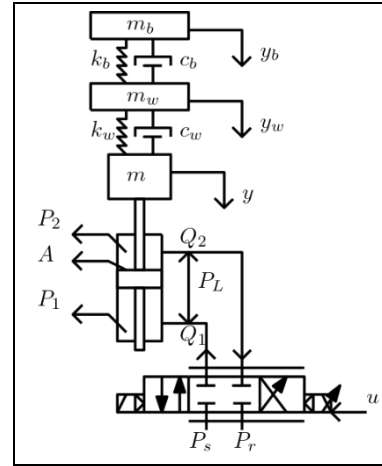 m_b
y_b
k_b c_b
m_w
y_w
k_w c_w
m
y
P_2
Q_2
A
P_L
P_1
Q_1
u
P_s P_r